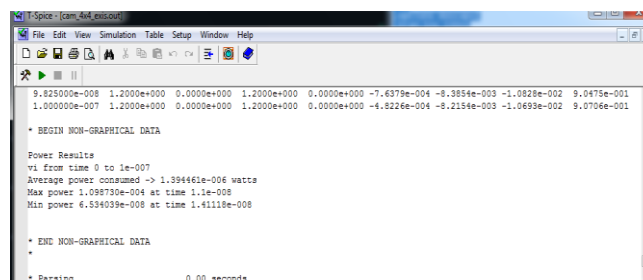 T-Spice - [cam_4x4_exis.out]
File Edit View Simulation Table Setup Window Help
9.825000e-008 1.2000e+000 0.0000e+000 1.2000e+000 0.0000e+000 -7.6379e-004 -8.3854e-003 -1.0828e-002 9.0475e-001
1.000000e-007 1.2000e+000 0.0000e+000 1.2000e+000 0.0000e+000 -4.8226e-004 -8.2154e-003 -1.0693e-002 9.0706e-001
* BEGIN NON-GRAPHICAL DATA
Power Results
vi from time 0 to 1e-007
Average power consumed -> 1.394461e-006 watts
Max power 1.098730e-004 at time 1.1e-008
Min power 6.534039e-008 at time 1.41118e-008
* END NON-GRAPHICAL DATA
*
* Parsing 0.00 seconds